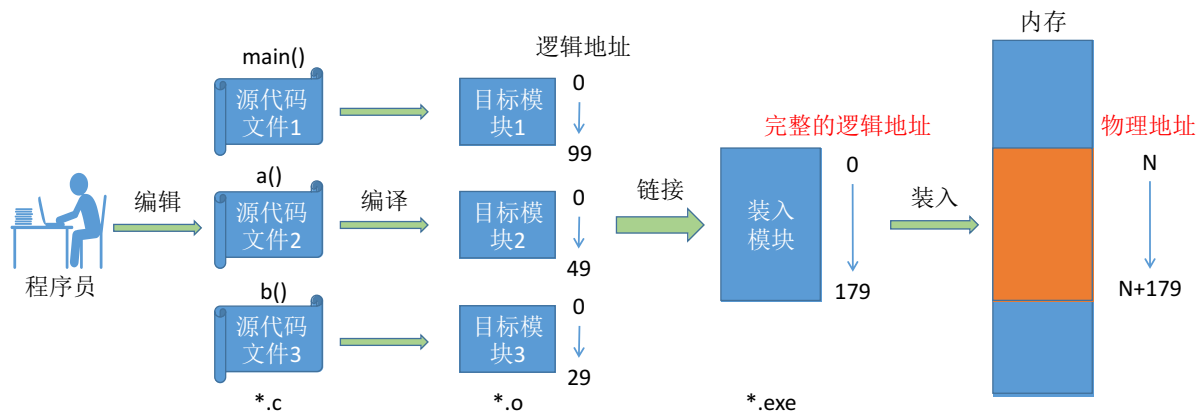 程序员
编辑
main()
源代码
文件1
a()
源代码
文件2
b()
源代码
文件3
*.c
编译
逻辑地址
目标模
块1
0
99
目标模
块2
0
49
目标模
块3
0
29
*.o
链接
完整的逻辑地址
装入
模块
0
179
*.exe
装入
内存
物理地址
N
N+179